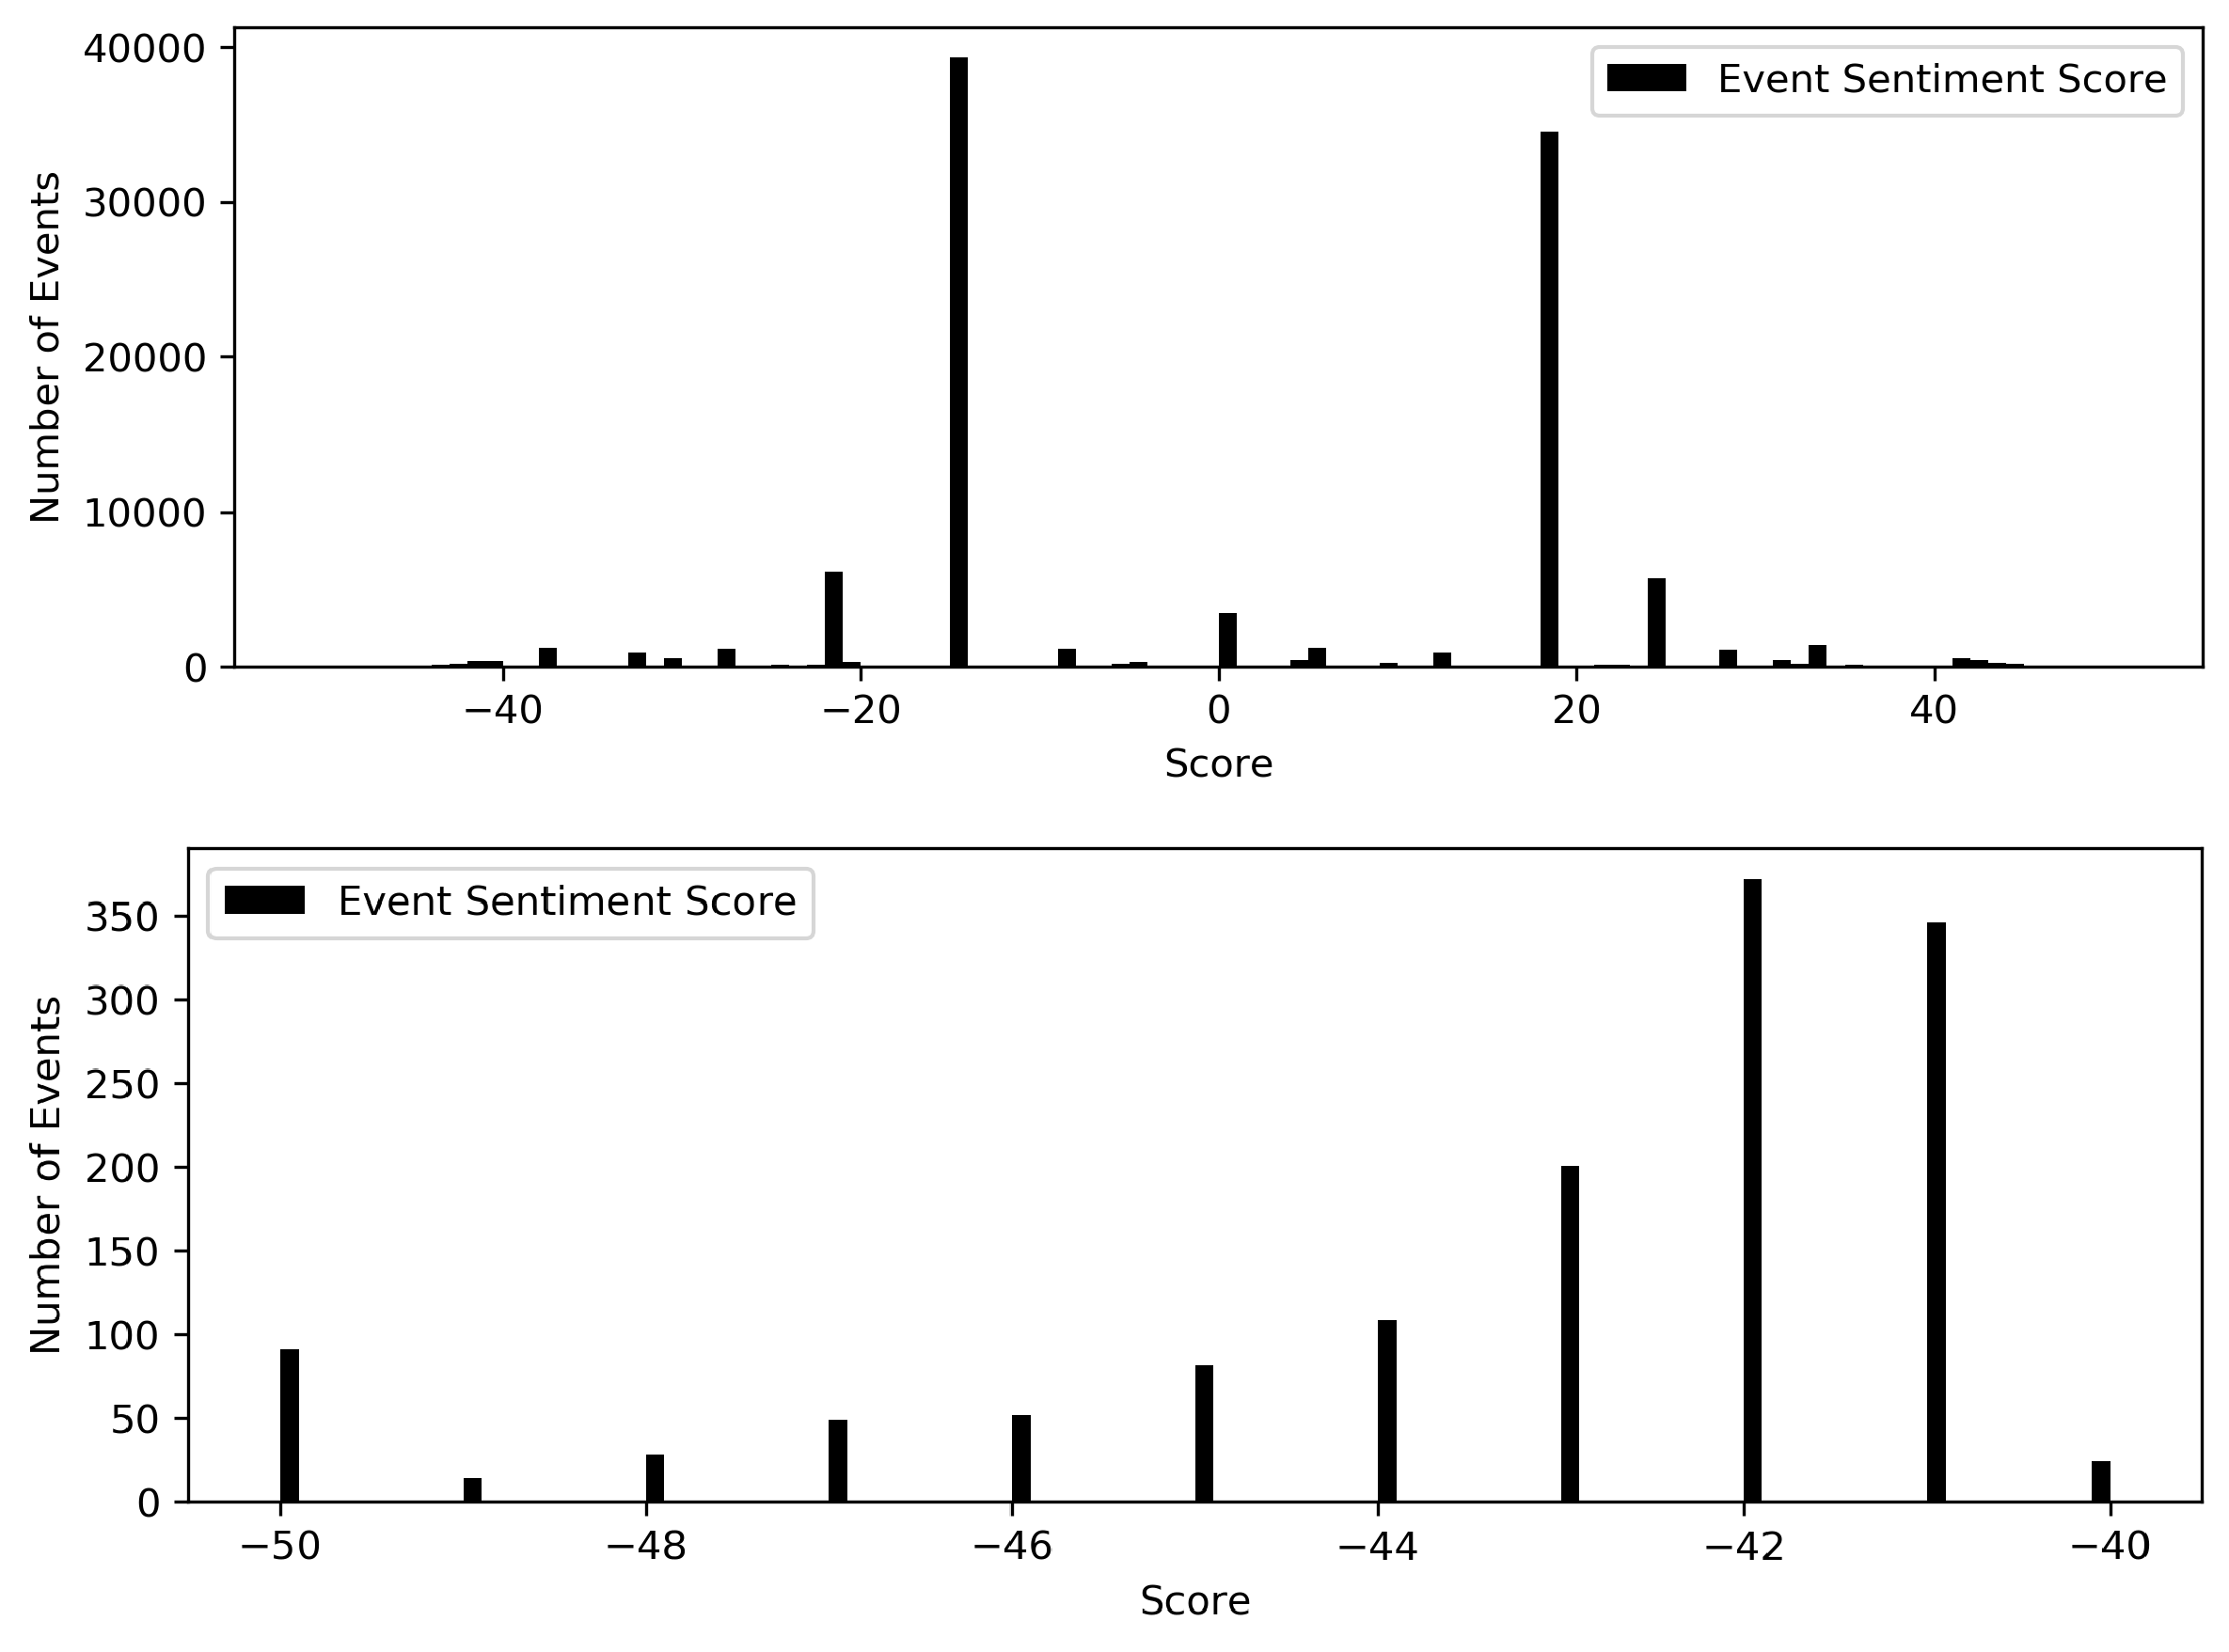 40000
30000
20000
10000
0
Number of Events
Event Sentiment Score
−40 −20 0 20 40
Score
350
300
250
200
150
100
50
0
Number of Events
Event Sentiment Score
−50 −48 −46 −44 −42 −40
Score